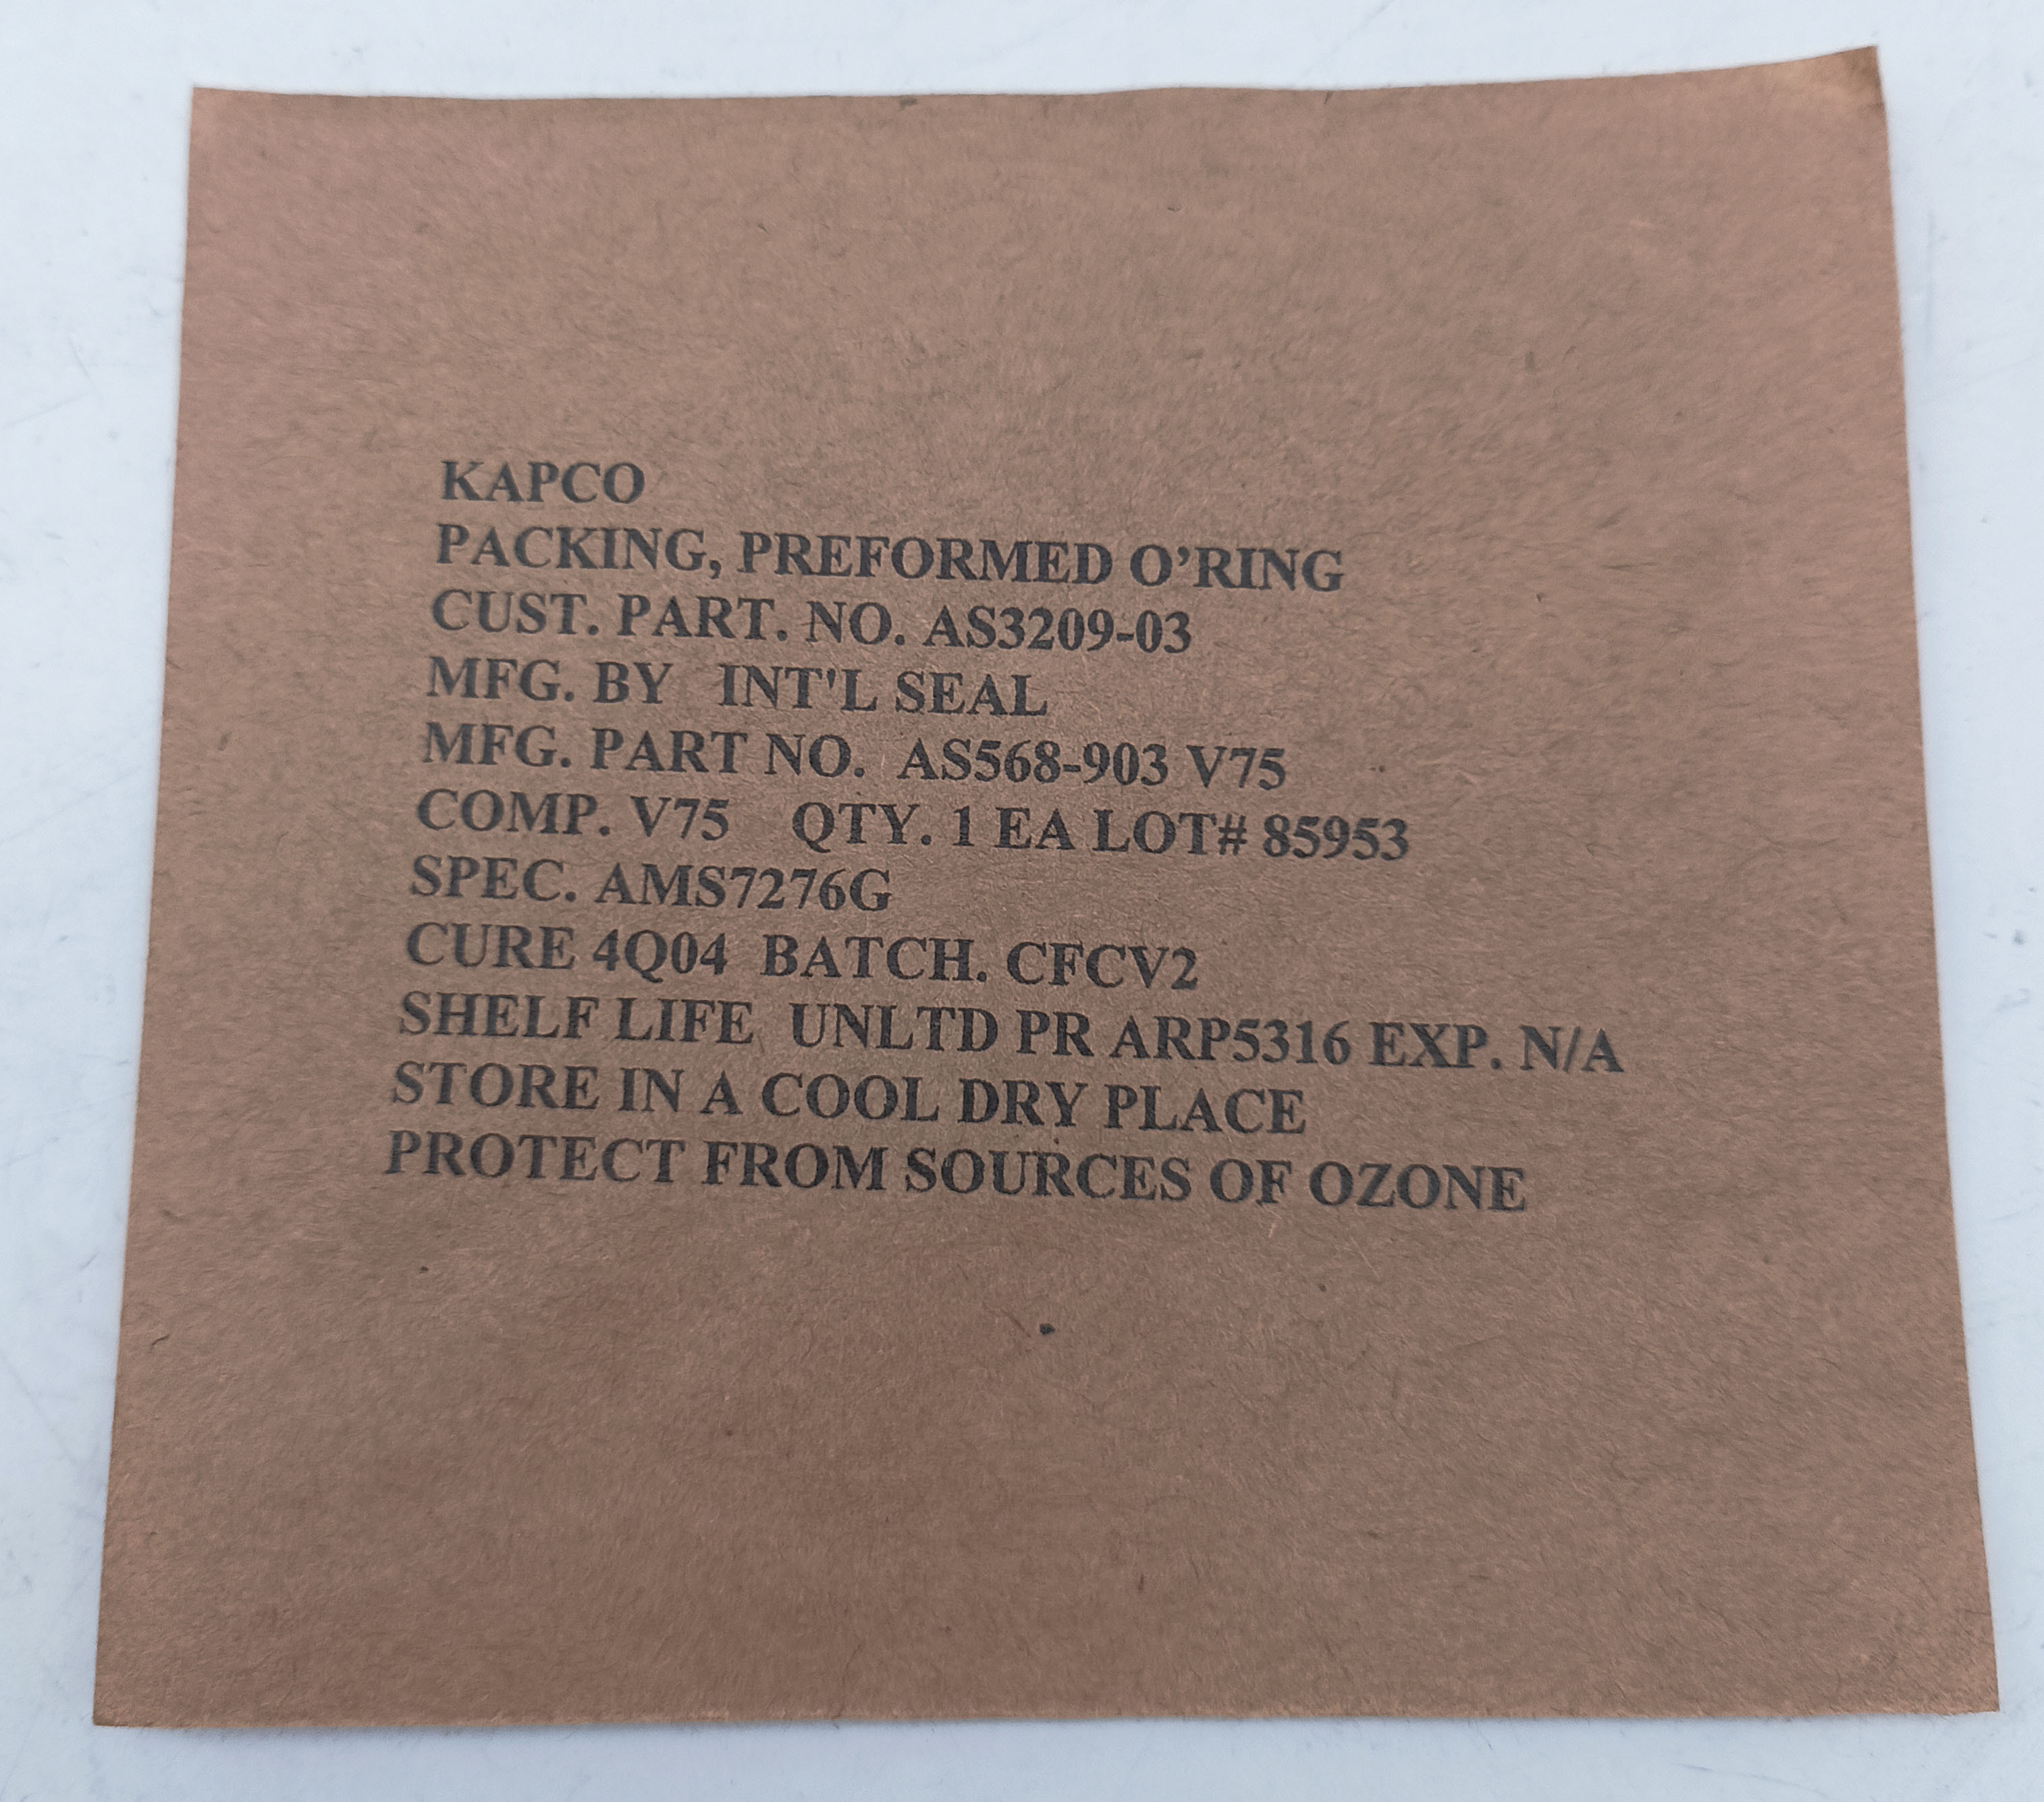 KAPCO
PACKING, PREFORMED O’RING
CUST. PART. NO. AS3209-03
MFG. BY INT'L SEAL
MFG. PART NO. AS568-903 V75
COMP. V75 QTY. 1 EA LOT# 85953
SPEC. AMS7276G
CURE 4Q04 BATCH. CFCV2
SHELF LIFE UNLTD PR ARP5316 EXP. N/A
STORE IN A COOL DRY PLACE
PROTECT FROM SOURCES OF OZONE